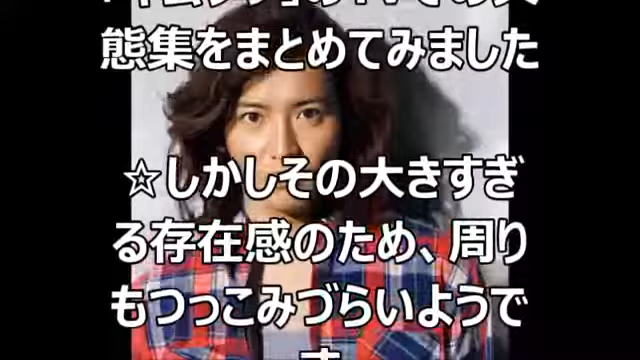 態集をまとめてみました
☆しかしその大きすぎ
る存在感のため、周り
もつっこみづらいようで
す